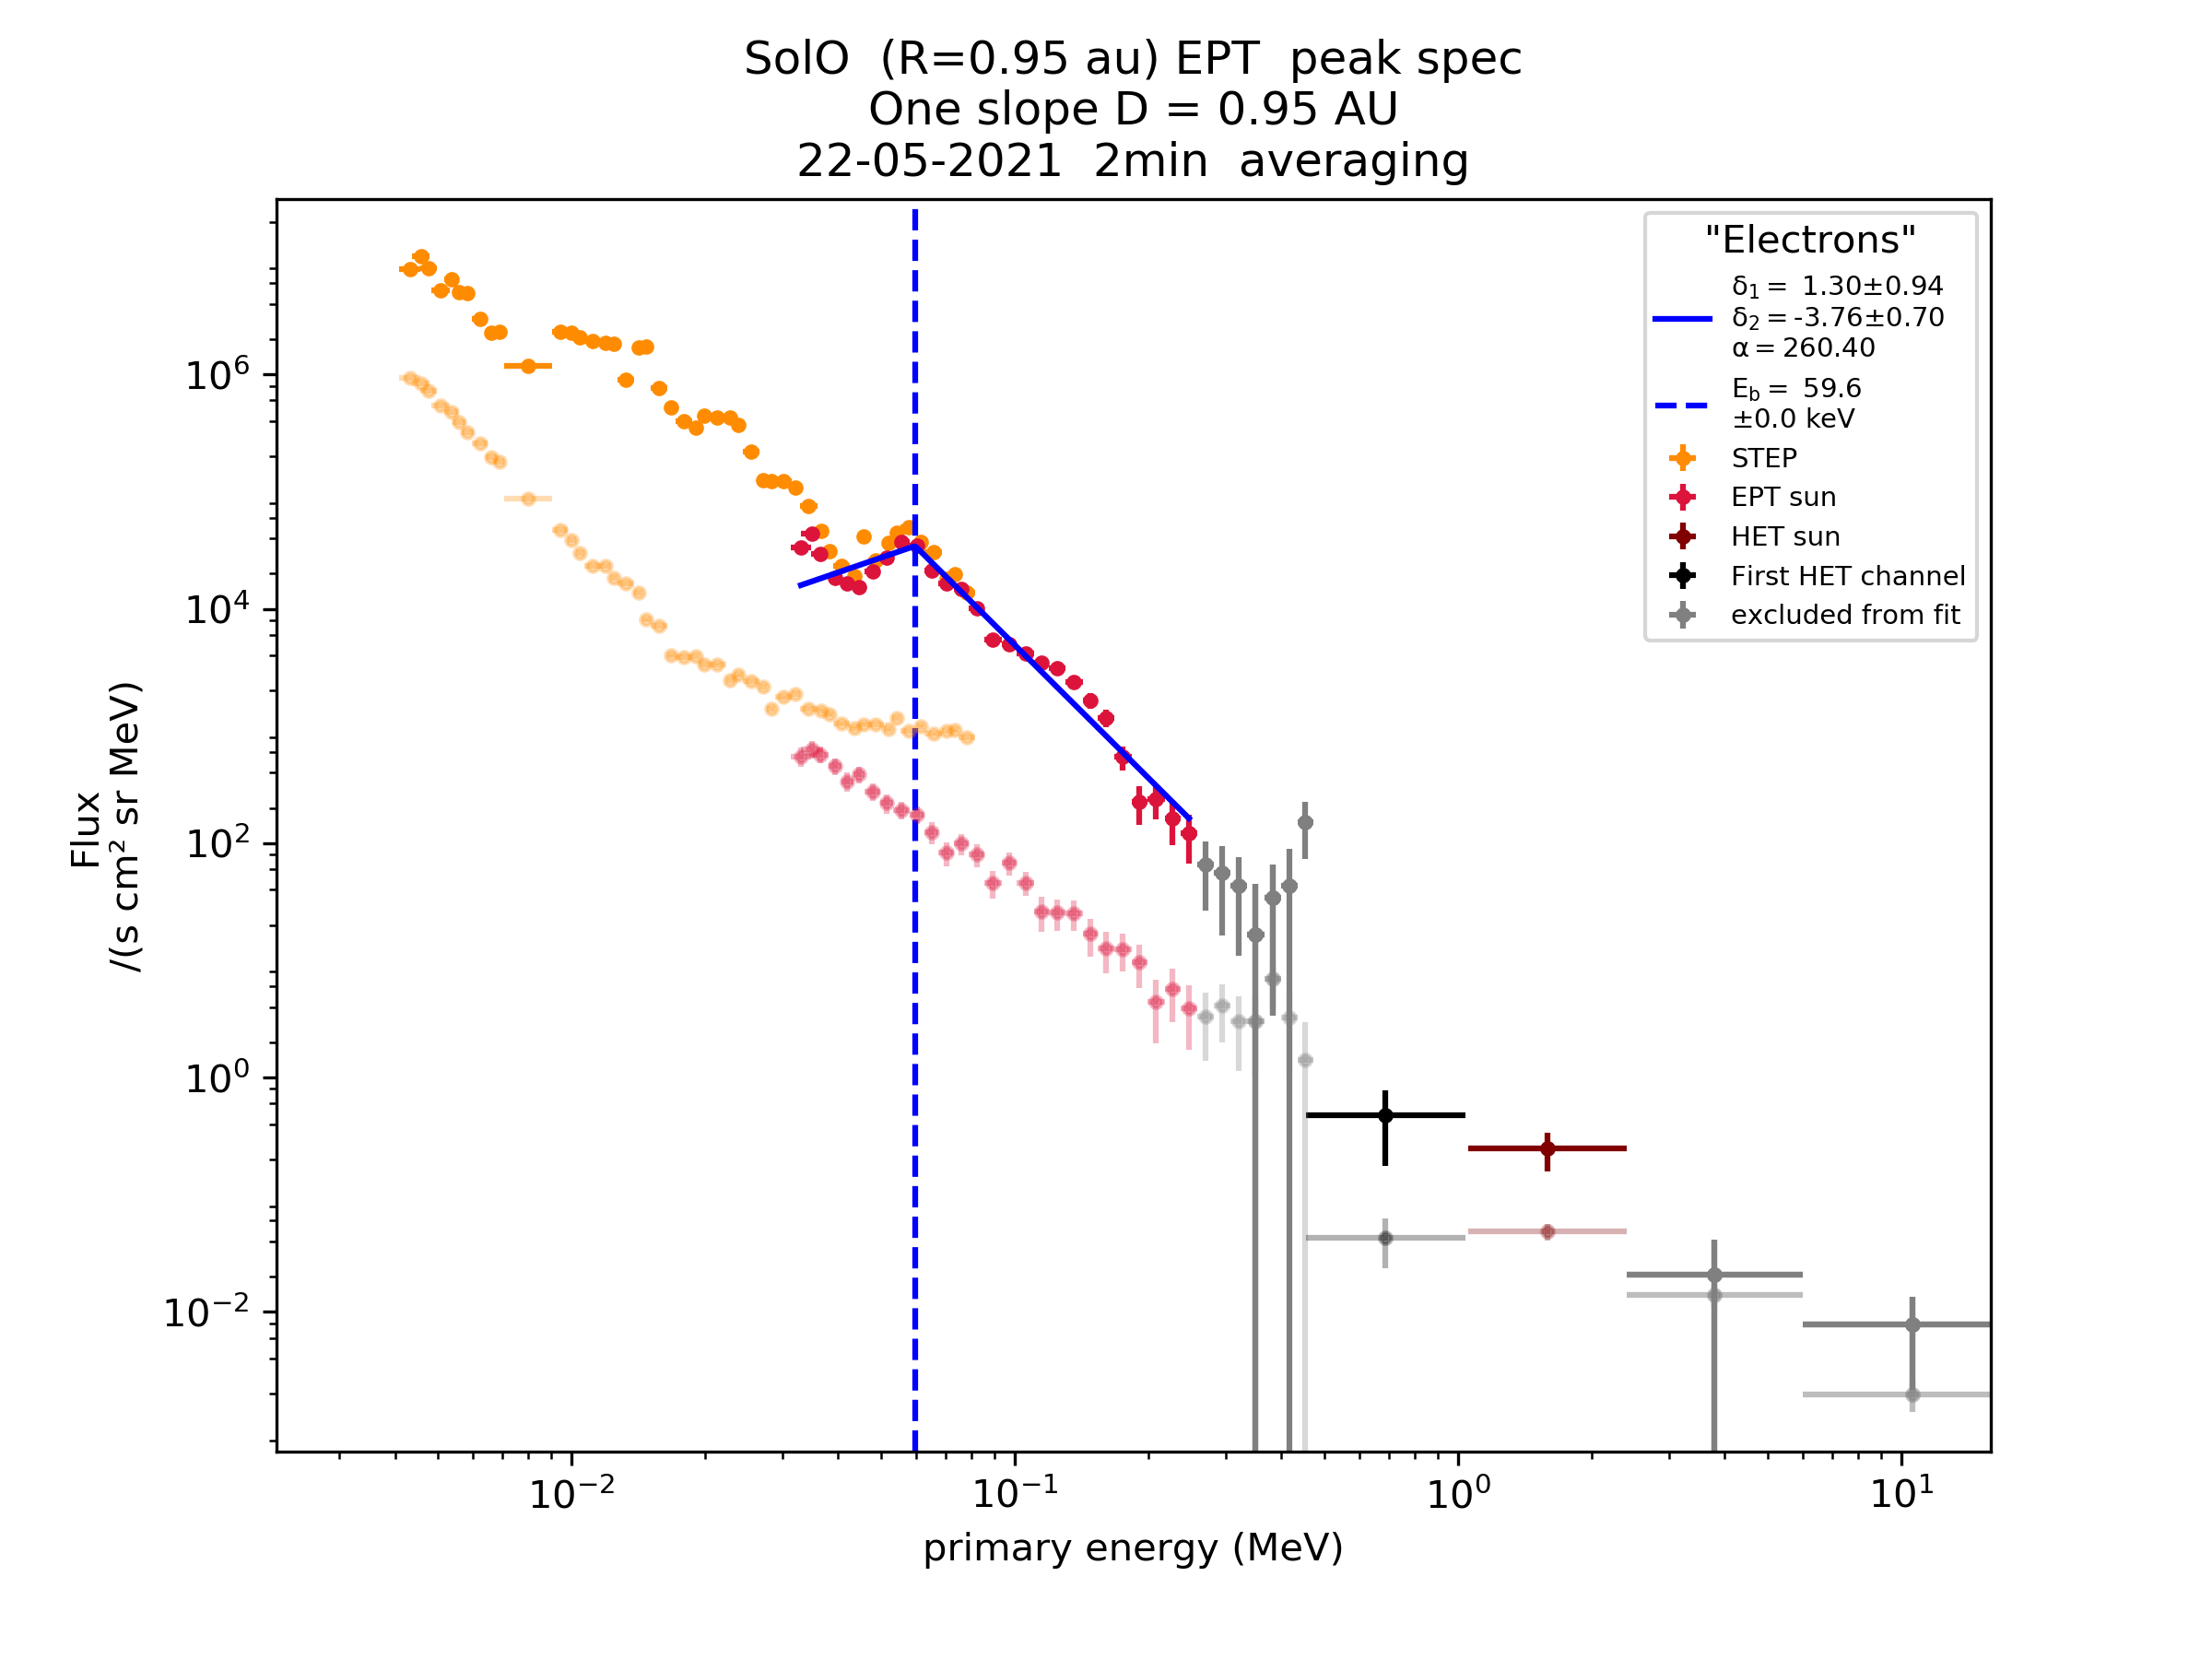 SolO  (R=0.95 au) EPT  peak spec
One slope D = 0.95 AU
22-05-2021  2min  averaging
"Electrons"
δ₁ =  1.30±0.94
δ₂ = -3.76±0.70
α = 260.40
E_b =  59.6
±0.0 keV
STEP
EPT sun
HET sun
First HET channel
excluded from fit
Flux
/(s cm² sr MeV)
10⁶
10⁴
10²
10⁰
10⁻²
10⁻² 10⁻¹ 10⁰ 10¹
primary energy (MeV)